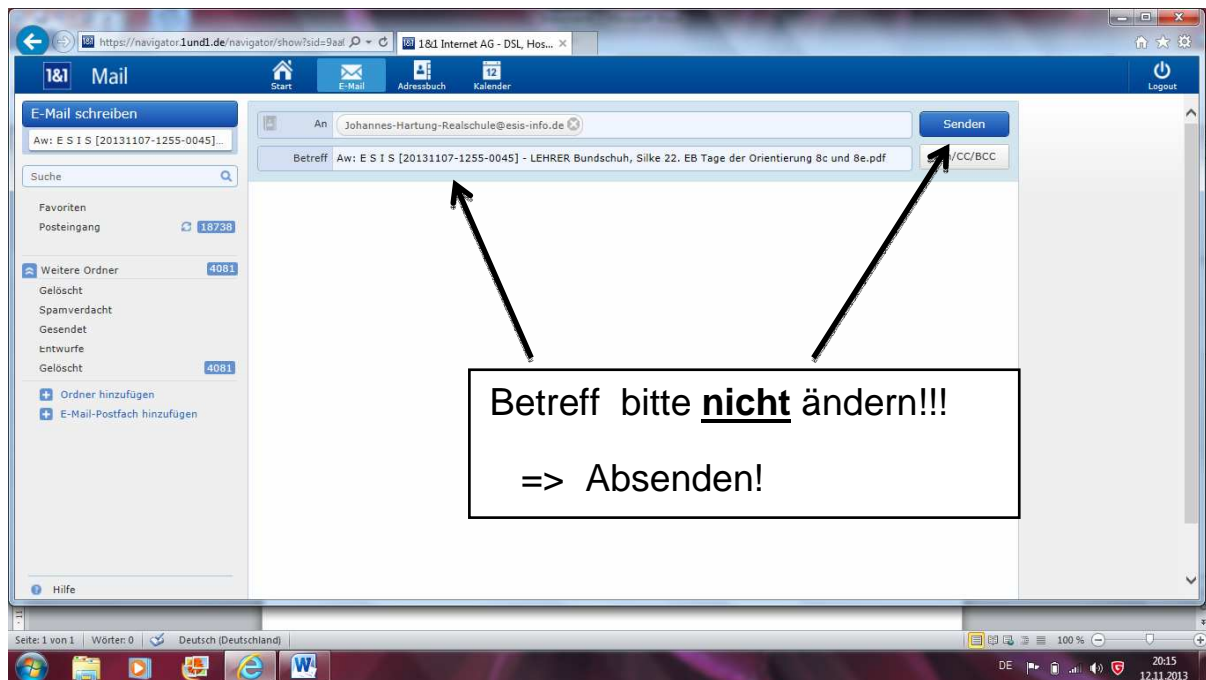 https://navigator.1und1.de/navigator/show?sid=9aa
1&1 Internet AG - DSL, Hos...
1&1 Mail
Start
E-Mail
12
Adressbuch
Kalender
Logout
E-Mail schreiben
Aw: E S I S [20131107-1255-0045]...
Suche
Favoriten
Posteingang 18738
Weitere Ordner 4081
Gelöscht
Spamverdacht
Gesendet
Entwürfe
Gelöscht 4081
Ordner hinzufügen
E-Mail-Postfach hinzufügen
Hilfe
An Johannes-Hartung-Realschule@esis-info.de
Senden
Betreff Aw: E S I S [20131107-1255-0045] - LEHRER Bundschuh, Silke 22. EB Tage der Orientierung 8c und 8e.pdf
/CC/BCC
Betreff bitte nicht ändern!!!
=> Absenden!
Seite: 1 von 1 Wörter: 0 Deutsch (Deutschland)
100 %
DE
20:15
12.11.2013